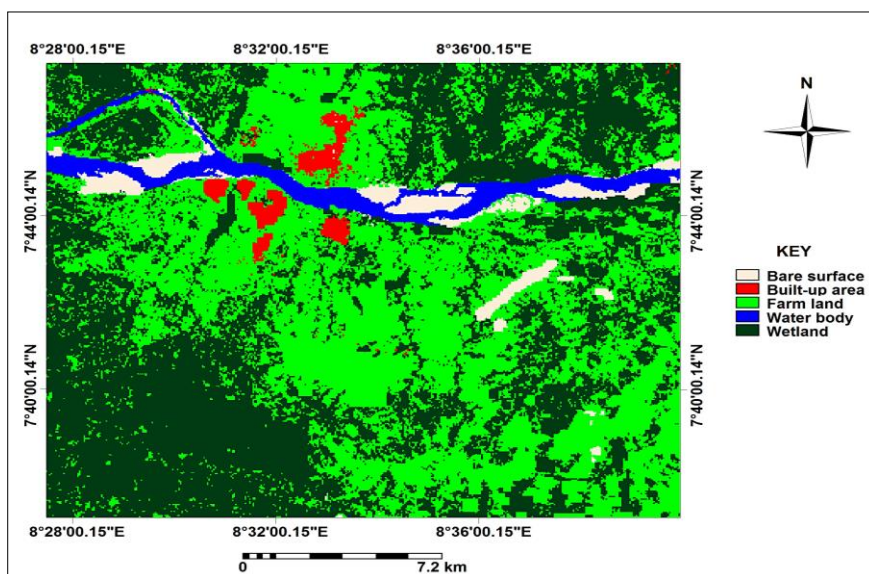 8°28'00.15"E 8°32'00.15"E 8°36'00.15"E
N
7°44'00.14"N
7°44'00.14"N
KEY
Bare surface
Built-up area
Farm land
Water body
Wetland
7°40'00.14"N
7°40'00.14"N
8°28'00.15"E 8°32'00.15"E 8°36'00.15"E
0 7.2 km